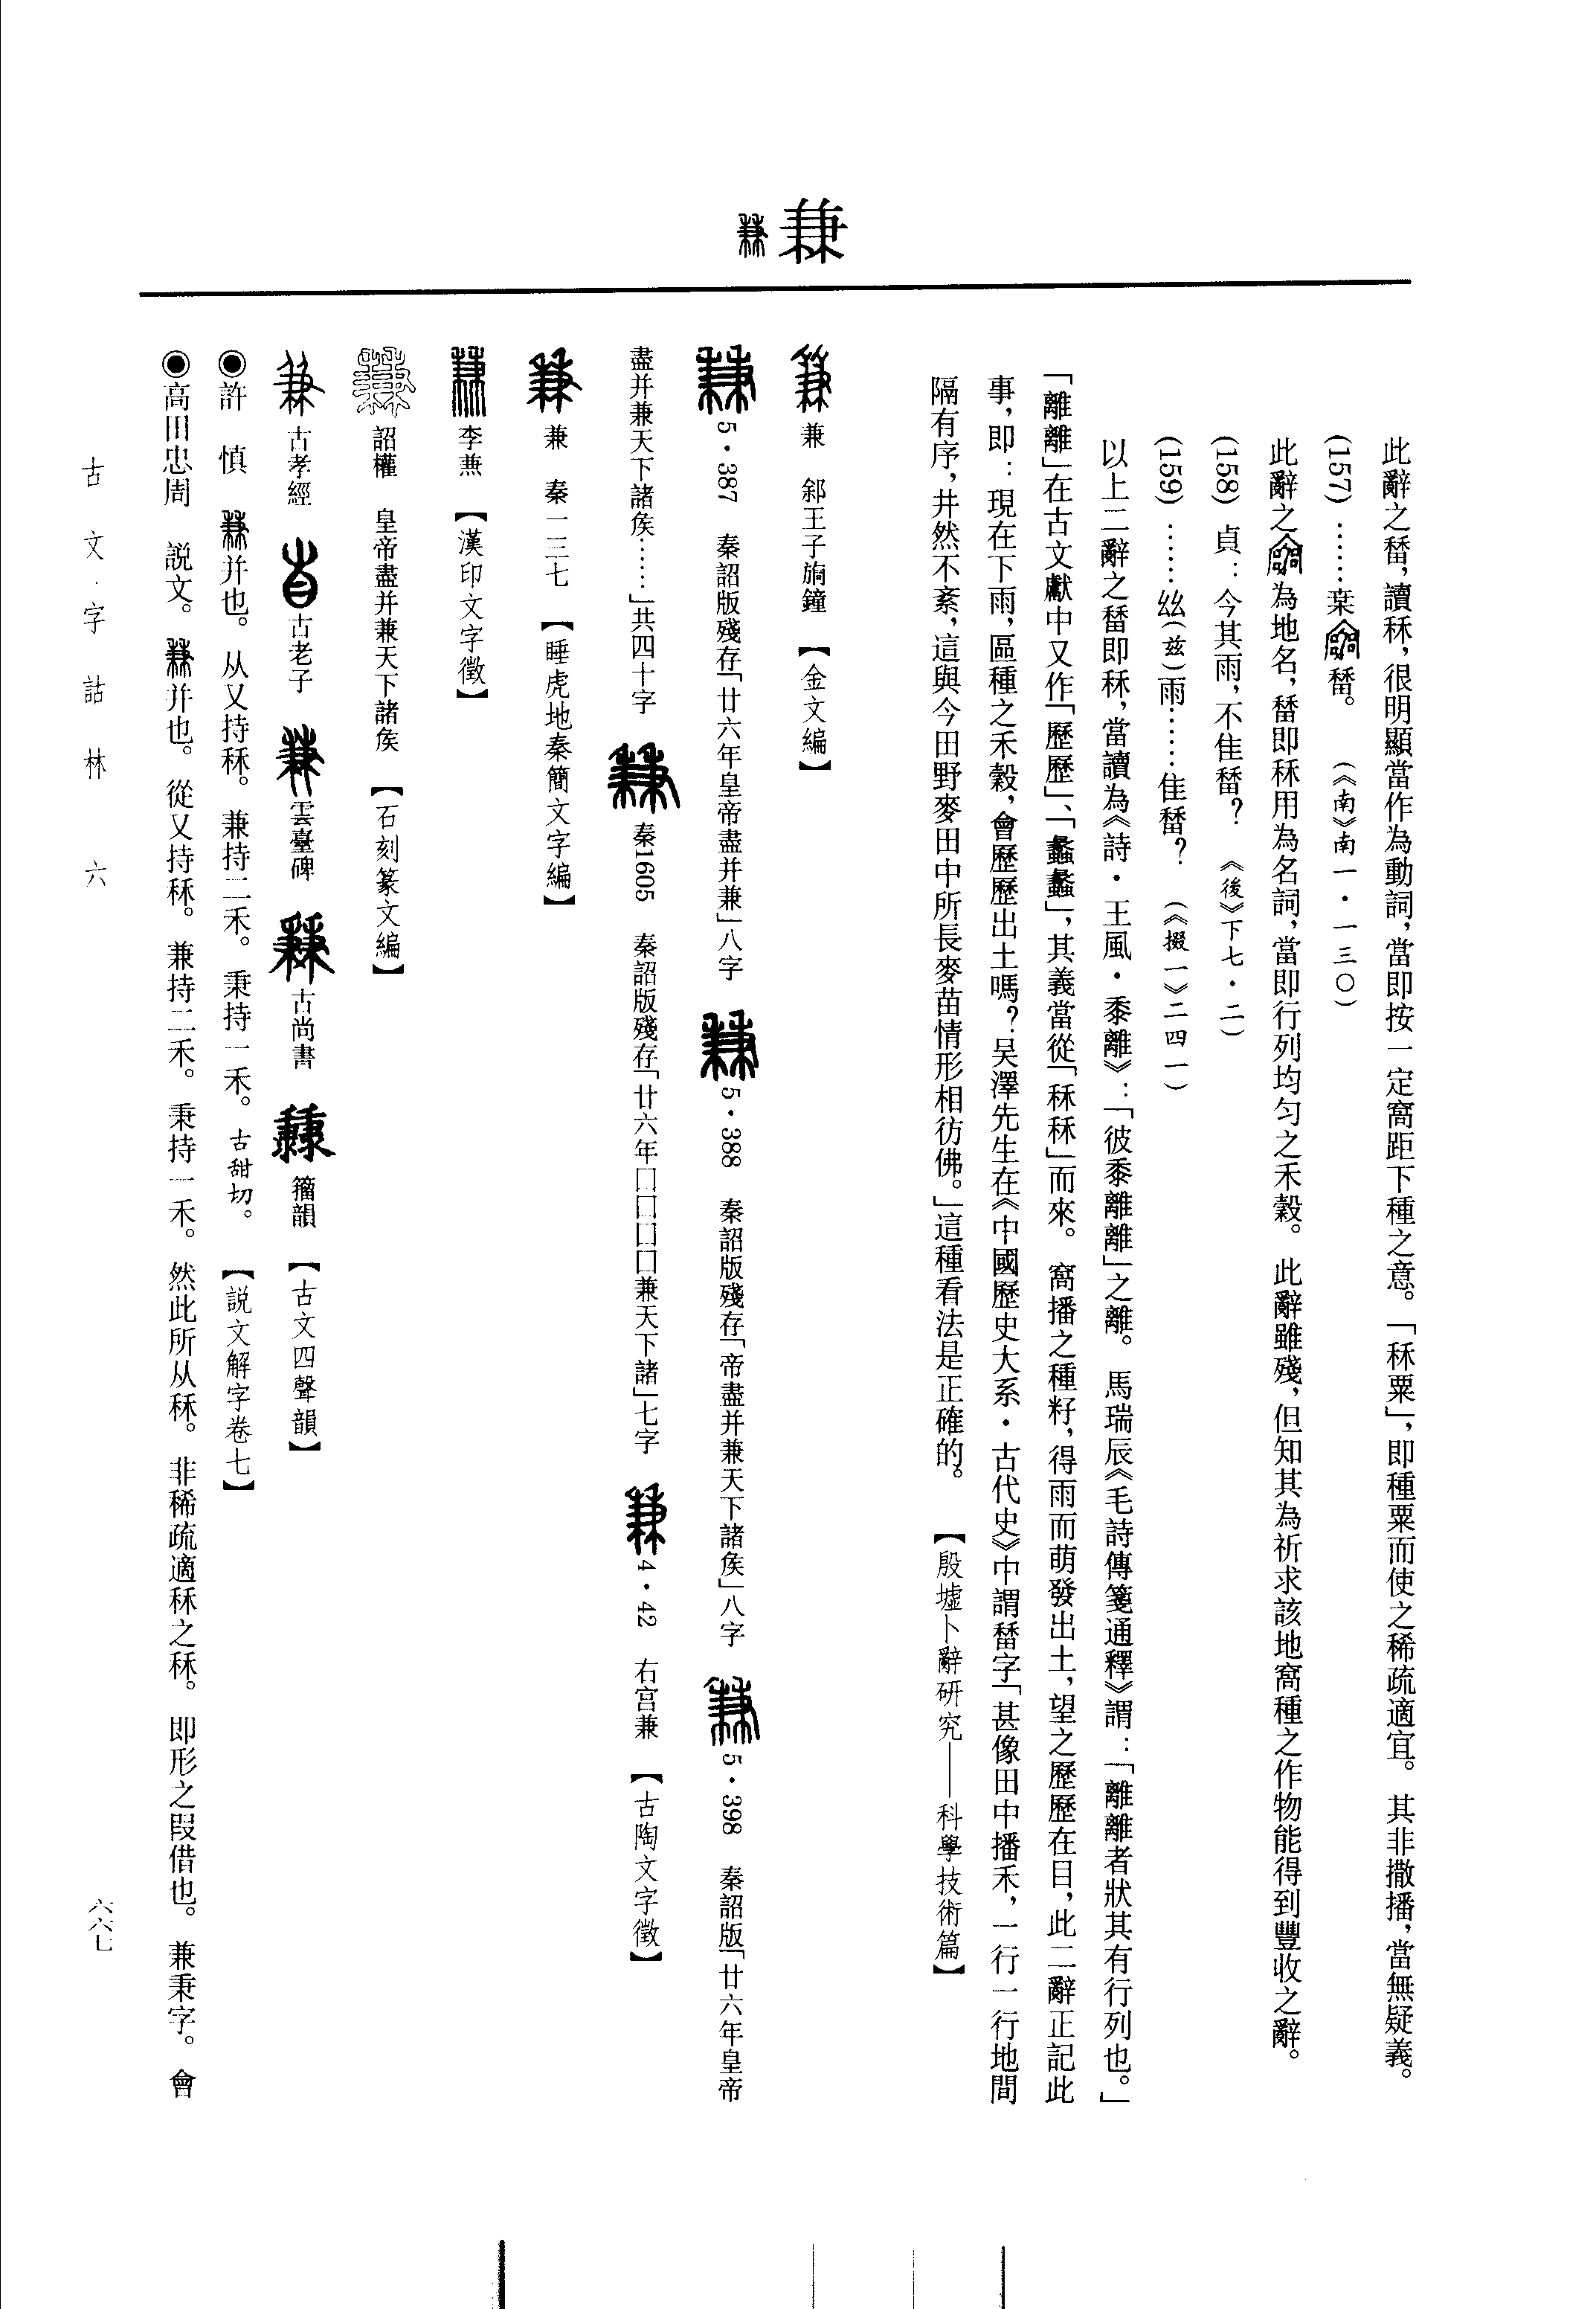 兼
此辭之𣊫,讀秝,很明顯當作為動詞,當即按一定窩距下種之意。「秝粟」,即種粟而使之稀疏適宜。其非撒播,當無疑義。
(157)……桒𣊫。(《南》南一·一三〇)
此辭之為地名,𣊫即秝用為名詞,當即行列均匀之禾穀。此辭雖殘,但知其為祈求該地窩種之作物能得到豐收之辭。
(158)貞:今其雨,不隹𣊫?《後》下七·二)
(159)……𢆶(兹)雨……隹𣊫?(《掇一》二四一)
以上二辭之𣊫即秝,當讀為《詩·王風·黍離》:「彼黍離離」之離。馬瑞辰《毛詩傳箋通釋》謂:「離離者狀其有行列也。」
「離離」在古文獻中又作「歷歷」、「蠡蠡」,其義當從「秝秝」而來。窩播之種籽,得雨而萌發出土,望之歷歷在目,此二辭正記此
事,即:現在下雨,區種之禾穀,會歷歷出土嗎?吴澤先生在《中國歷史大系·古代史》中謂𣊫字「甚像田中播禾,一行一行地間
隔有序,井然不紊,這與今田野麥田中所長麥苗情形相彷佛。」這種看法是正確的。【殷墟卜辭研究——科學技術篇】
兼 䣄王子旃鐘 【金文編】
5·387 秦詔版殘存「廿六年皇帝盡并兼」八字 5·388 秦詔版殘存「帝盡并兼天下諸矦」八字 5·398 秦詔版「廿六年皇帝
盡并兼天下諸矦……」共四十字 秦1605 秦詔版殘存「廿六年囗囗囗囗兼天下諸」七字 4·42 右宫兼 【古陶文字徵】
兼 秦一三七 【睡虎地秦簡文字編】
李兼 【漢印文字徵】
詔權 皇帝盡并兼天下諸矦 【石刻篆文編】
古孝經 古老子 雲臺碑 古尚書 籀韻 【古文四聲韻】
◉許 慎 并也。从又持秝。兼持二禾。秉持一禾。古甜切。【説文解字卷七】
◉高田忠周 説文。并也。從又持秝。兼持二禾。秉持一禾。然此所从秝。非稀疏適秝之秝。即形之叚借也。兼秉字。會
古文字詁林 六
六六七